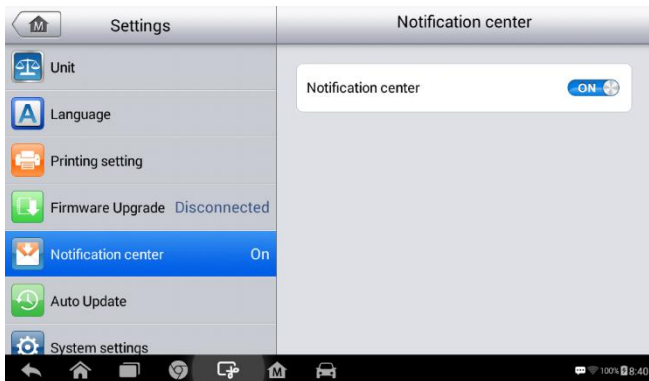 Settings
Notification center
Unit
Language
Printing setting
Firmware Upgrade Disconnected
Notification center On
Auto Update
System settings
Notification center ON
100% 8:40